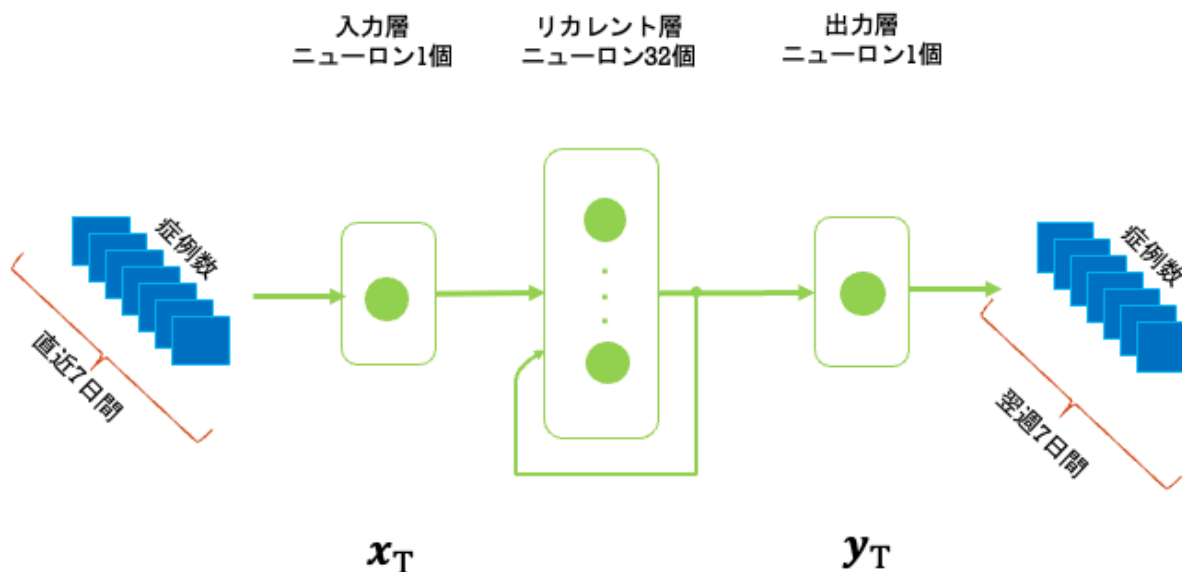 入力層
ニューロン1個
リカレント層
ニューロン32個
出力層
ニューロン1個
症例数
直近7日間
症例数
翌週7日間
xT
yT